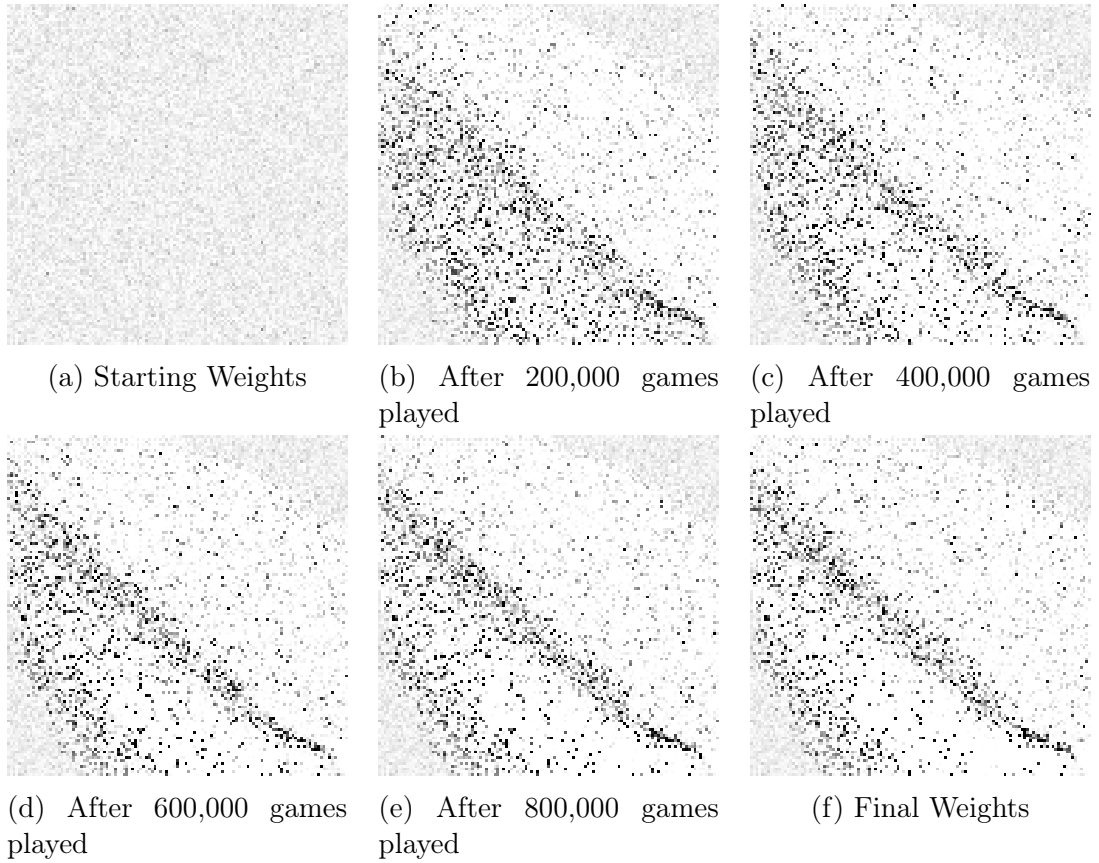 (a) Starting Weights
(b) After 200,000 games
played
(c) After 400,000 games
played
(d) After 600,000 games
played
(e) After 800,000 games
played
(f) Final Weights